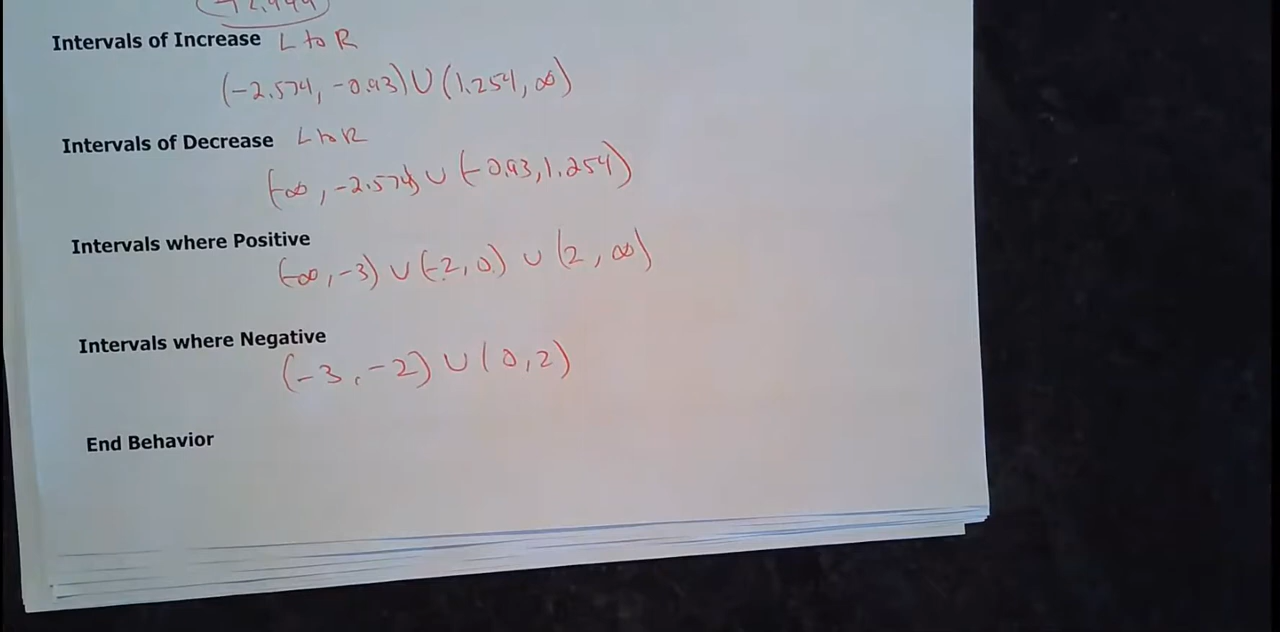 Intervals of Increase L to R
(-2.574, -0.93) ∪ (1.254, ∞)
Intervals of Decrease L to R
(-∞, -2.574) ∪ (-0.93, 1.254)
Intervals where Positive
(-∞, -3) ∪ (-2, 0) ∪ (2, ∞)
Intervals where Negative
(-3, -2) ∪ (0, 2)
End Behavior